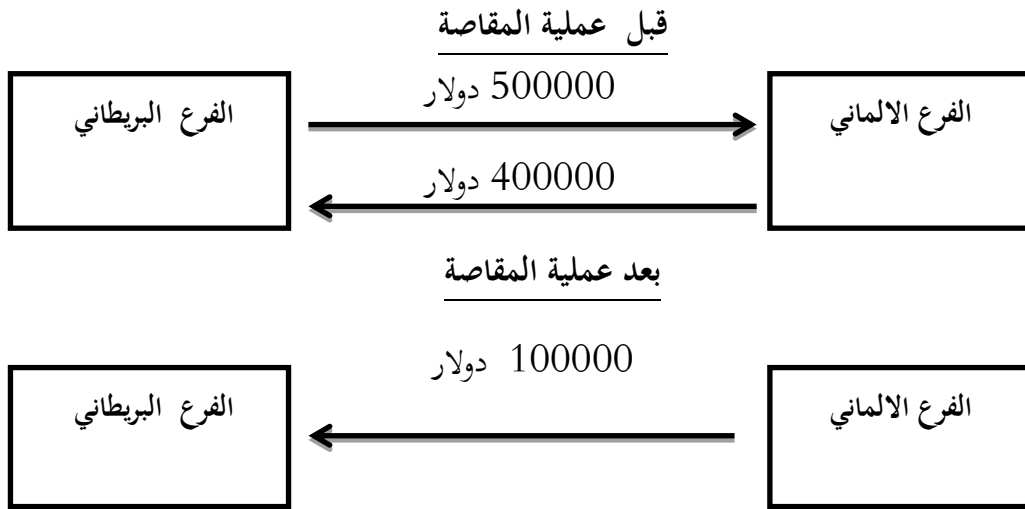 قبل عملية المقاصة
500000 دولار
الفرع الالماني
الفرع البريطاني
400000 دولار
بعد عملية المقاصة
100000 دولار
الفرع الالماني
الفرع البريطاني